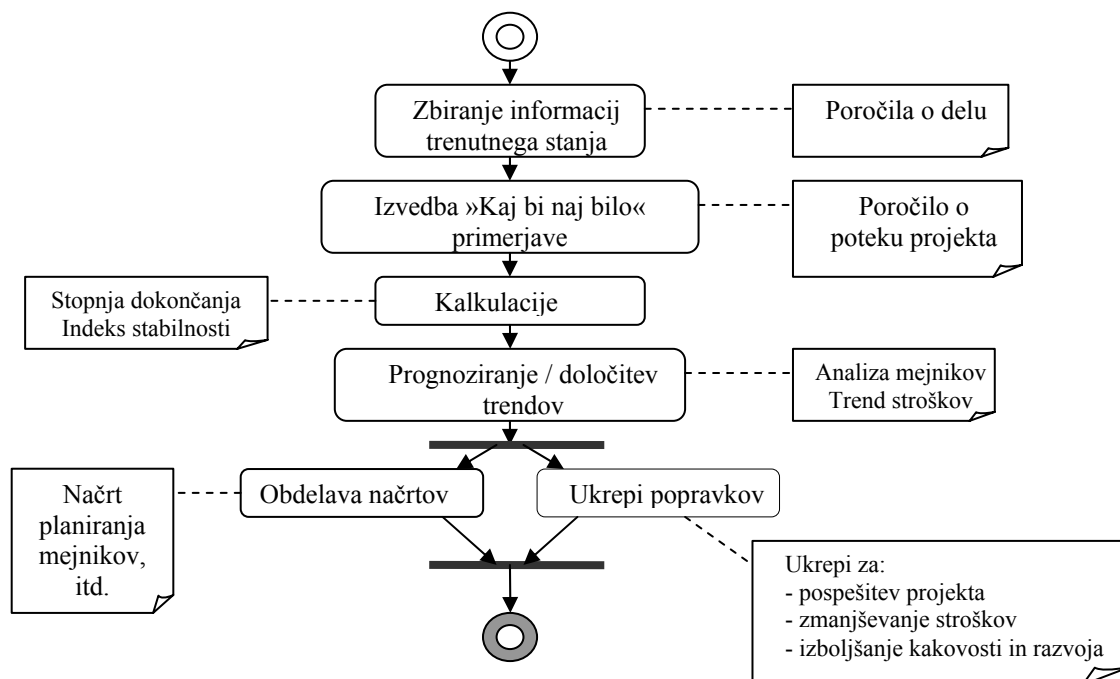 Zbiranje informacij
trenutnega stanja
Poročila o delu
Izvedba »Kaj bi naj bilo«
primerjave
Poročilo o
poteku projekta
Stopnja dokončanja
Indeks stabilnosti
Kalkulacije
Prognoziranje / določitev
trendov
Analiza mejnikov
Trend stroškov
Načrt
planiranja
mejnikov,
itd.
Obdelava načrtov
Ukrepi popravkov
Ukrepi za:
- pospešitev projekta
- zmanjševanje stroškov
- izboljšanje kakovosti in razvoja